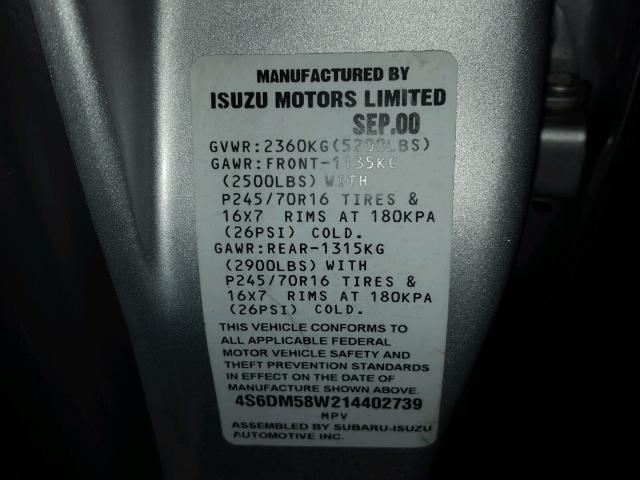 MANUFACTURED BY
ISUZU MOTORS LIMITED
SEP.00
GVWR:2360KG(5200LBS)
GAWR:FRONT-1135KG
(2500LBS) WITH
P245/70R16 TIRES &
16X7 RIMS AT 180KPA
(26PSI) COLD.
GAWR:REAR-1315KG
(2900LBS) WITH
P245/70R16 TIRES &
16X7 RIMS AT 180KPA
(26PSI) COLD.
THIS VEHICLE CONFORMS TO
ALL APPLICABLE FEDERAL
MOTOR VEHICLE SAFETY AND
THEFT PREVENTION STANDARDS
IN EFFECT ON THE DATE OF
MANUFACTURE SHOWN ABOVE.
4S6DM58W214402739
MPV
ASSEMBLED BY SUBARU-ISUZU
AUTOMOTIVE INC.